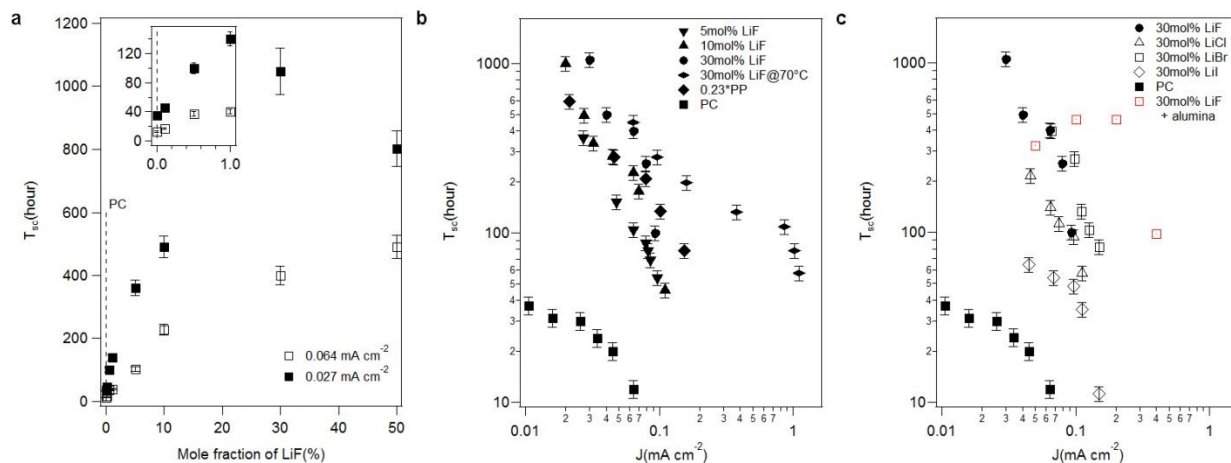 a
1200
1000
800
600
400
200
0
T_sc(hour)
120
80
40
0
0.0 1.0
PC
0.064 mA cm⁻²
0.027 mA cm⁻²
0 10 20 30 40 50
Mole fraction of LiF(%)
b
5mol% LiF
10mol% LiF
30mol% LiF
30mol% LiF@70°C
0.23*PP
PC
T_sc(hour)
1000
6
5
4
3
2
100
6
5
4
3
2
10
0.01 2 3 4 5 6 7 0.1 2 3 4 5 6 7 1
J(mA cm⁻²)
c
30mol% LiF
30mol% LiCl
30mol% LiBr
30mol% LiI
PC
30mol% LiF
+ alumina
T_sc(hour)
1000
6
5
4
3
2
100
6
5
4
3
2
10
0.01 2 3 4 5 6 7 0.1 2 3 4 5 6 7 1
J(mA cm⁻²)